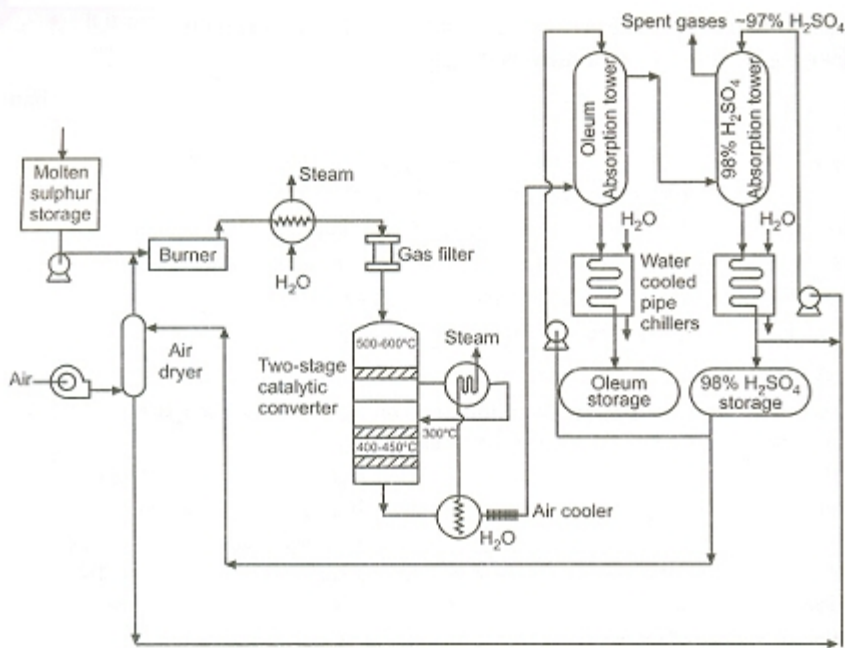 Spent gases ~97% H₂SO₄
Oleum
Absorption tower
98% H₂SO₄
Absorption tower
Molten
sulphur
storage
Steam
Burner
H₂O
Gas filter
H₂O
H₂O
Water
cooled
pipe
chillers
Air
dryer
Air
Two-stage
catalytic
converter
500-600°C
Steam
300°C
400-450°C
Oleum
storage
98% H₂SO₄
storage
Air cooler
H₂O